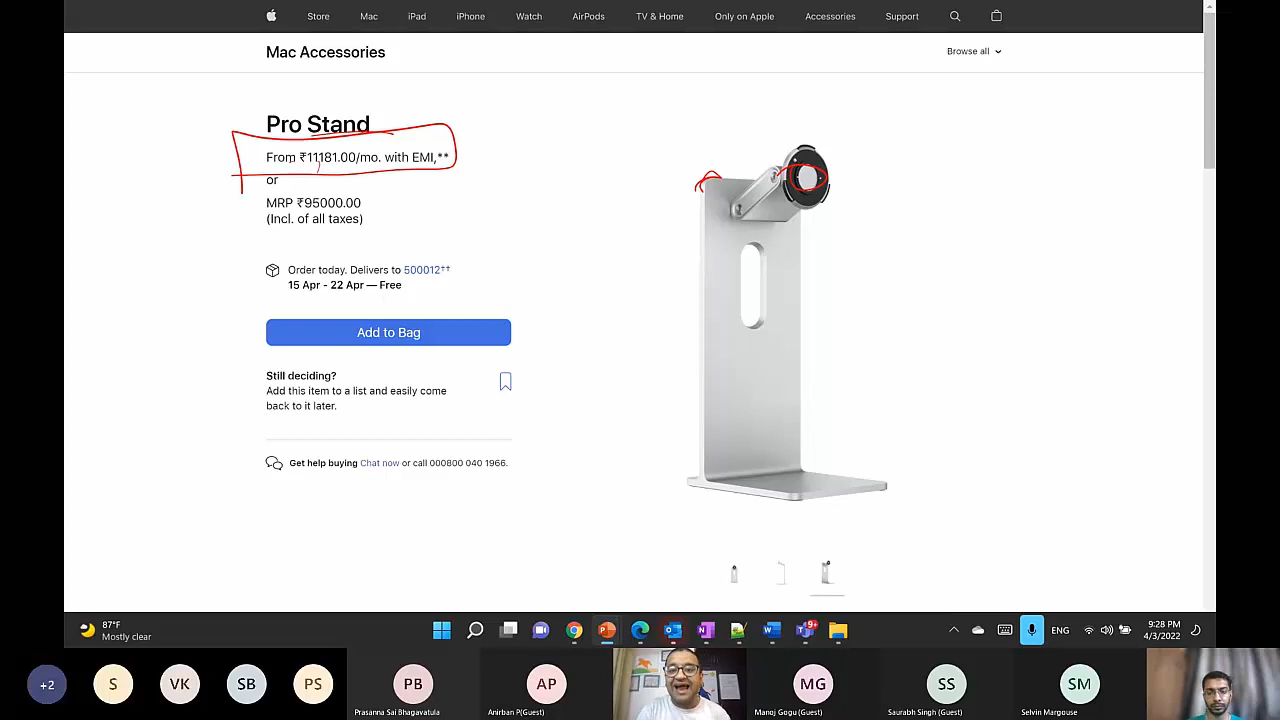 Store Mac iPad iPhone Watch AirPods TV & Home Only on Apple Accessories Support
Mac Accessories
Browse all
Pro Stand
From ₹11181.00/mo. with EMI,**
or
MRP ₹95000.00
(Incl. of all taxes)
Order today. Delivers to 500012††
15 Apr - 22 Apr — Free
Add to Bag
Still deciding?
Add this item to a list and easily come
back to it later.
Get help buying Chat now or call 000800 040 1966.
87°F
Mostly clear
9+
ENG
9:28 PM
4/3/2022
+2
S
VK
SB
PS
PB
AP
MG
SS
SM
Prasanna Sai Bhagavatula
Anirban P(Guest)
Manoj Gogu (Guest)
Saurabh Singh (Guest)
Selvin Margouse